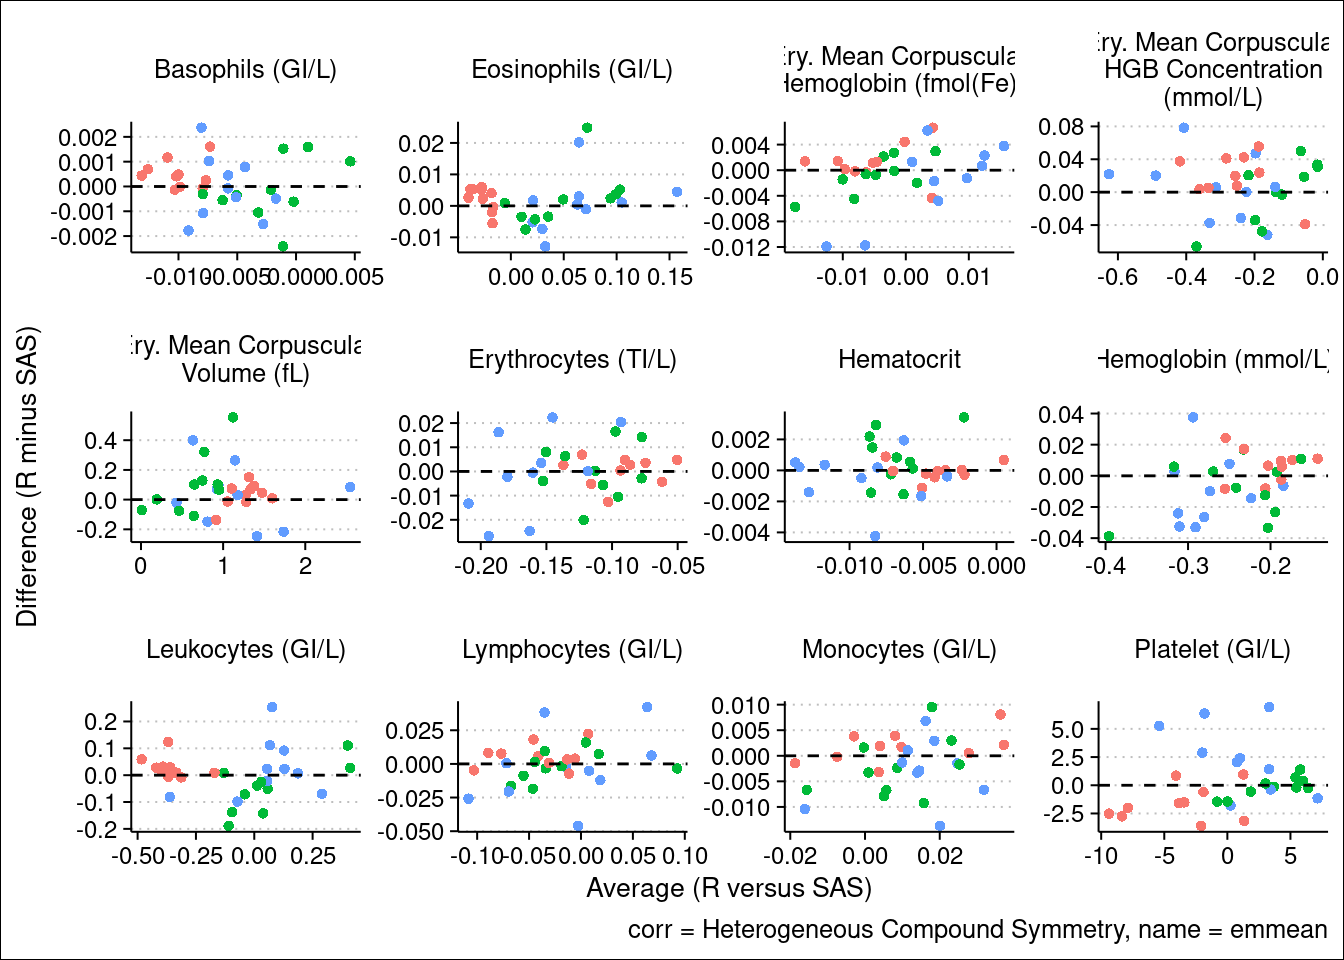 Basophils (GI/L)
0.002
0.001
0.000
-0.001
-0.002
-0.010
-0.005
0.000
0.005
Eosinophils (GI/L)
0.02
0.01
0.00
-0.01
0.00 0.05 0.10 0.15
Ery. Mean Corpuscula
Hemoglobin (fmol(Fe)
0.004
0.000
-0.004
-0.008
-0.012
-0.01 0.00 0.01
Ery. Mean Corpuscula
HGB Concentration
(mmol/L)
0.08
0.04
0.00
-0.04
-0.6 -0.4 -0.2 0.0
Difference (R minus SAS)
Ery. Mean Corpuscula
Volume (fL)
0.4
0.2
0.0
-0.2
0 1 2
Erythrocytes (TI/L)
0.02
0.01
0.00
-0.01
-0.02
-0.20 -0.15 -0.10 -0.05
Hematocrit
0.002
0.000
-0.002
-0.004
-0.010 -0.005 0.000
Hemoglobin (mmol/L)
0.04
0.02
0.00
-0.02
-0.04
-0.4 -0.3 -0.2
Leukocytes (GI/L)
0.2
0.1
0.0
-0.1
-0.2
-0.50 -0.25 0.00 0.25
Lymphocytes (GI/L)
0.025
0.000
-0.025
-0.050
-0.10 -0.05 0.00 0.05 0.10
Monocytes (GI/L)
0.010
0.005
0.000
-0.005
-0.010
-0.02 0.00 0.02
Platelet (GI/L)
5.0
2.5
0.0
-2.5
-10 -5 0 5
Average (R versus SAS)
corr = Heterogeneous Compound Symmetry, name = emmean